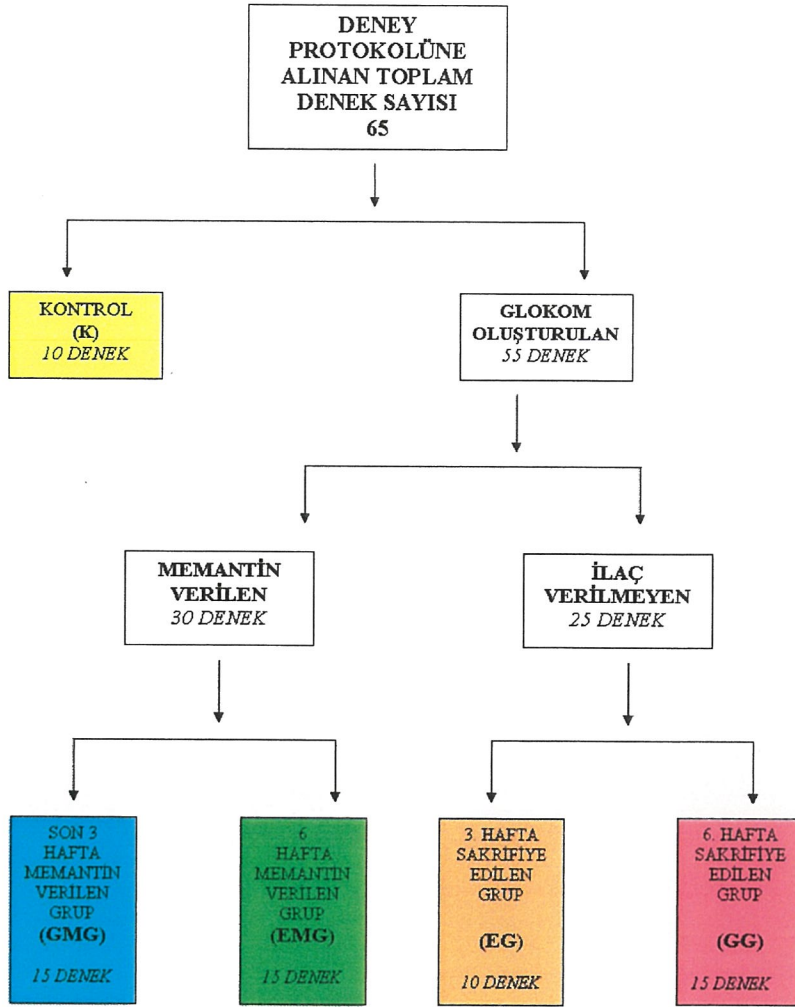 DENEY
PROTOKOLÜNE
ALINAN TOPLAM
DENEK SAYISI
65
KONTROL
(K)
10 DENEK
GLOKOM
OLUŞTURULAN
55 DENEK
MEMANTİN
VERİLEN
30 DENEK
İLAÇ
VERİLMEYEN
25 DENEK
SON 3
HAFTA
MEMANTİN
VERİLEN
GRUP
(GMG)
15 DENEK
6
HAFTA
MEMANTİN
VERİLEN
GRUP
(EMG)
15 DENEK
3. HAFTA
SAKRİFİYE
EDİLEN
GRUP
(EG)
10 DENEK
6. HAFTA
SAKRİFİYE
EDİLEN
GRUP
(GG)
15 DENEK